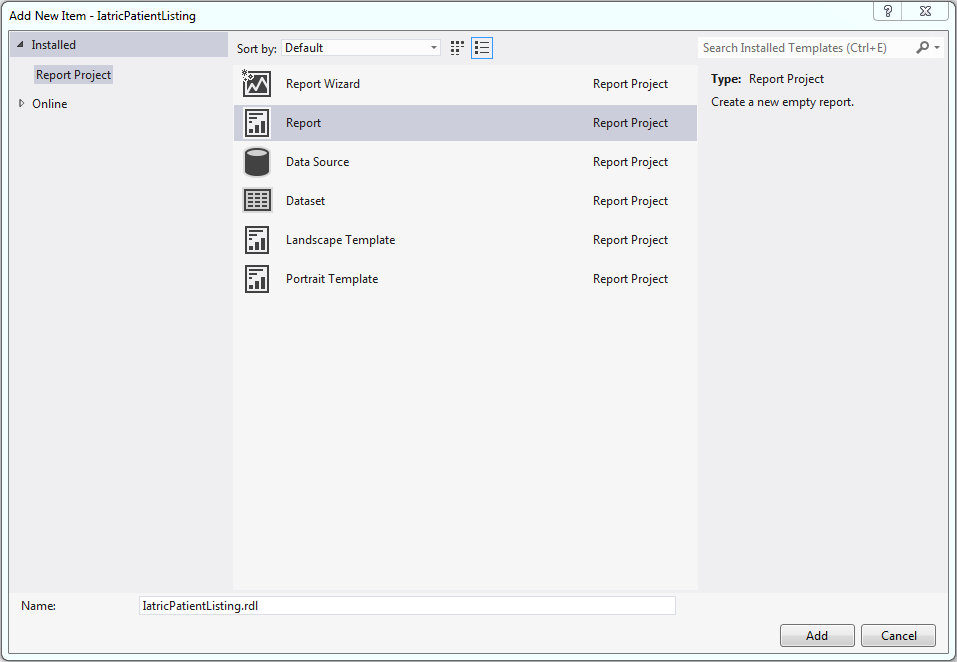 Add New Item - IatricPatientListing
Installed
Report Project
Online
Sort by: Default
Search Installed Templates (Ctrl+E)
Report Wizard Report Project
Report Report Project
Data Source Report Project
Dataset Report Project
Landscape Template Report Project
Portrait Template Report Project
Type: Report Project
Create a new empty report.
Name: IatricPatientListing.rdl
Add Cancel